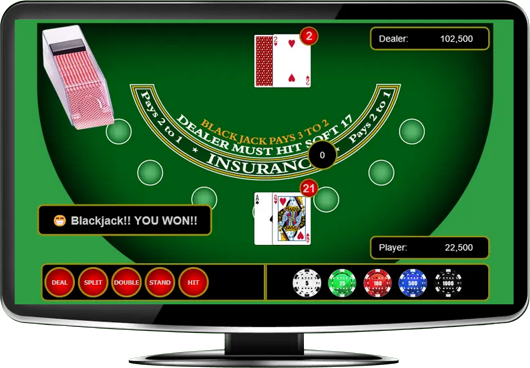 2
Dealer: 102,500
BLACKJACK PAYS 3 TO 2
DEALER MUST HIT SOFT 17
Pays 2 to 1 * INSURANCE * Pays 2 to 1
0
21
😁 Blackjack!! YOU WON!!
Player: 22,500
DEAL SPLIT DOUBLE STAND HIT
5 25 100 500 1000